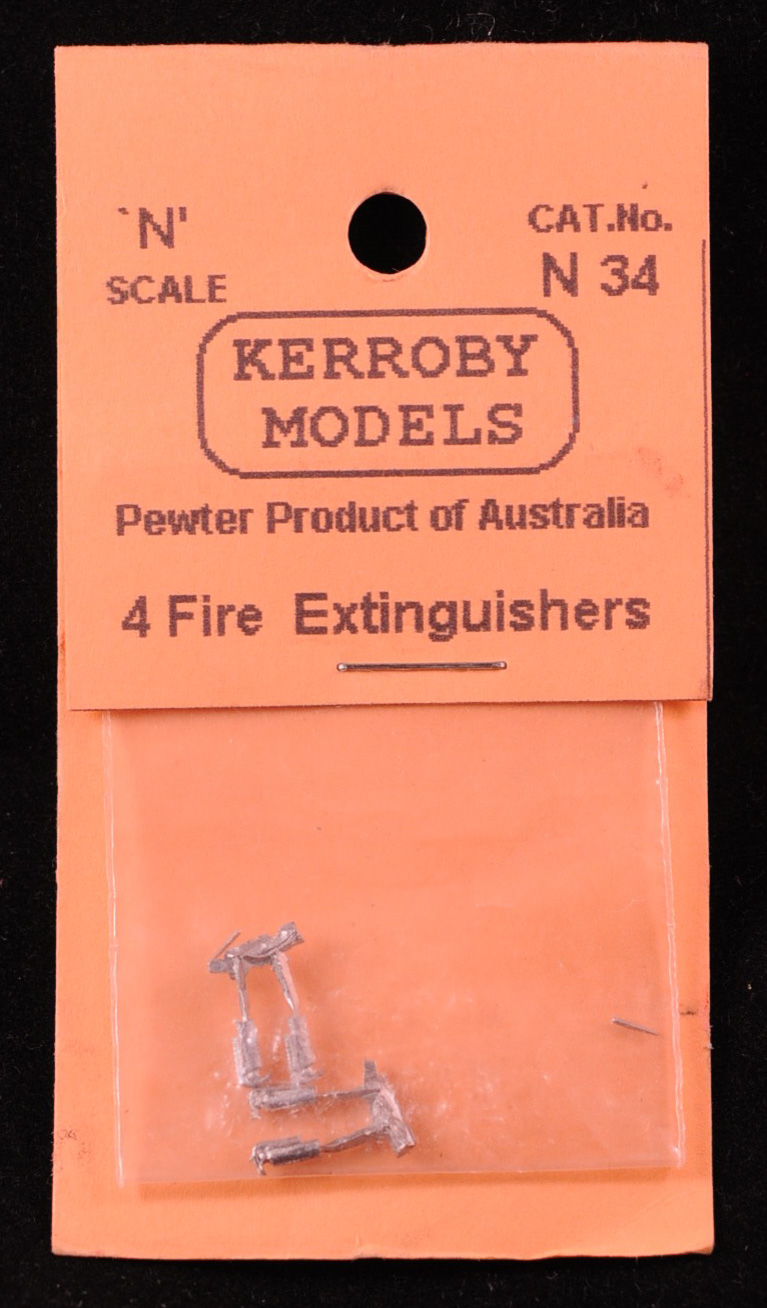 `N'
SCALE
CAT.No.
N 34
KERROBY
MODELS
Pewter Product of Australia
4 Fire Extinguishers